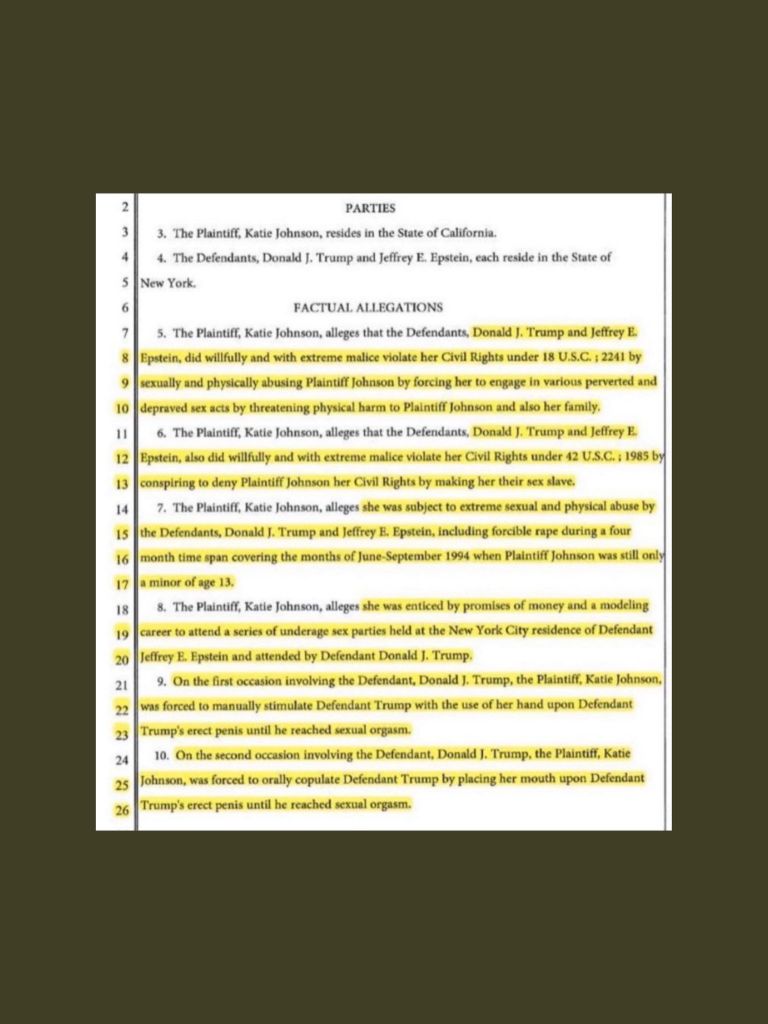 2 PARTIES
3 3. The Plaintiff, Katie Johnson, resides in the State of California.
4 4. The Defendants, Donald J. Trump and Jeffrey E. Epstein, each reside in the State of
5 New York.
6 FACTUAL ALLEGATIONS
7 5. The Plaintiff, Katie Johnson, alleges that the Defendants, Donald J. Trump and Jeffrey E.
8 Epstein, did willfully and with extreme malice violate her Civil Rights under 18 U.S.C. ; 2241 by
9 sexually and physically abusing Plaintiff Johnson by forcing her to engage in various perverted and
10 depraved sex acts by threatening physical harm to Plaintiff Johnson and also her family.
11 6. The Plaintiff, Katie Johnson, alleges that the Defendants, Donald J. Trump and Jeffrey E.
12 Epstein, also did willfully and with extreme malice violate her Civil Rights under 42 U.S.C. ; 1985 by
13 conspiring to deny Plaintiff Johnson her Civil Rights by making her their sex slave.
14 7. The Plaintiff, Katie Johnson, alleges she was subject to extreme sexual and physical abuse by
15 the Defendants, Donald J. Trump and Jeffrey E. Epstein, including forcible rape during a four
16 month time span covering the months of June-September 1994 when Plaintiff Johnson was still only
17 a minor of age 13.
18 8. The Plaintiff, Katie Johnson, alleges she was enticed by promises of money and a modeling
19 career to attend a series of underage sex parties held at the New York City residence of Defendant
20 Jeffrey E. Epstein and attended by Defendant Donald J. Trump.
21 9. On the first occasion involving the Defendant, Donald J. Trump, the Plaintiff, Katie Johnson,
22 was forced to manually stimulate Defendant Trump with the use of her hand upon Defendant
23 Trump's erect penis until he reached sexual orgasm.
24 10. On the second occasion involving the Defendant, Donald J. Trump, the Plaintiff, Katie
25 Johnson, was forced to orally copulate Defendant Trump by placing her mouth upon Defendant
26 Trump's erect penis until he reached sexual orgasm.